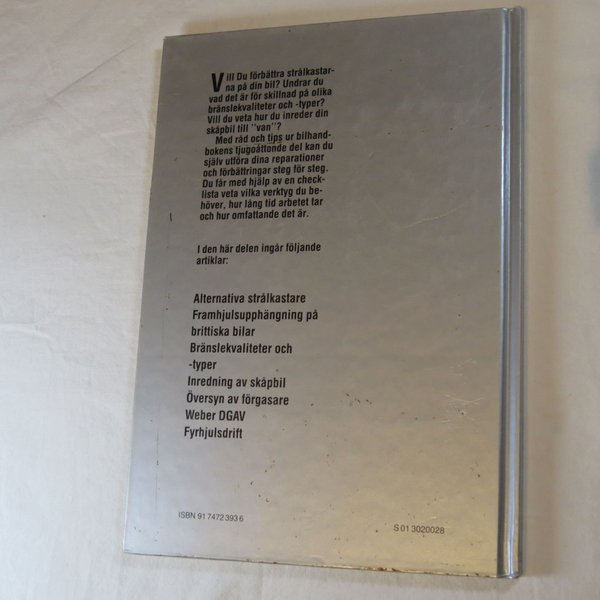 Vill Du förbättra strålkastar-
na på din bil? Undrar du
vad det är för skillnad på olika
bränslekvaliteter och -typer?
Vill du veta hur du inreder din
skåpbil till "van"?
Med råd och tips ur bilhand-
bokens tjugoåttonde del kan du
själv utföra dina reparationer
och förbättringar steg för steg.
Du får med hjälp av en check-
lista veta vilka verktyg du be-
höver, hur lång tid arbetet tar
och hur omfattande det är.
I den här delen ingår följande
artiklar:
Alternativa strålkastare
Framhjulsupphängning på
brittiska bilar
Bränslekvaliteter och
-typer
Inredning av skåpbil
Översyn av förgasare
Weber DGAV
Fyrhjulsdrift
ISBN 91 7472 393 6
S 01 3020028